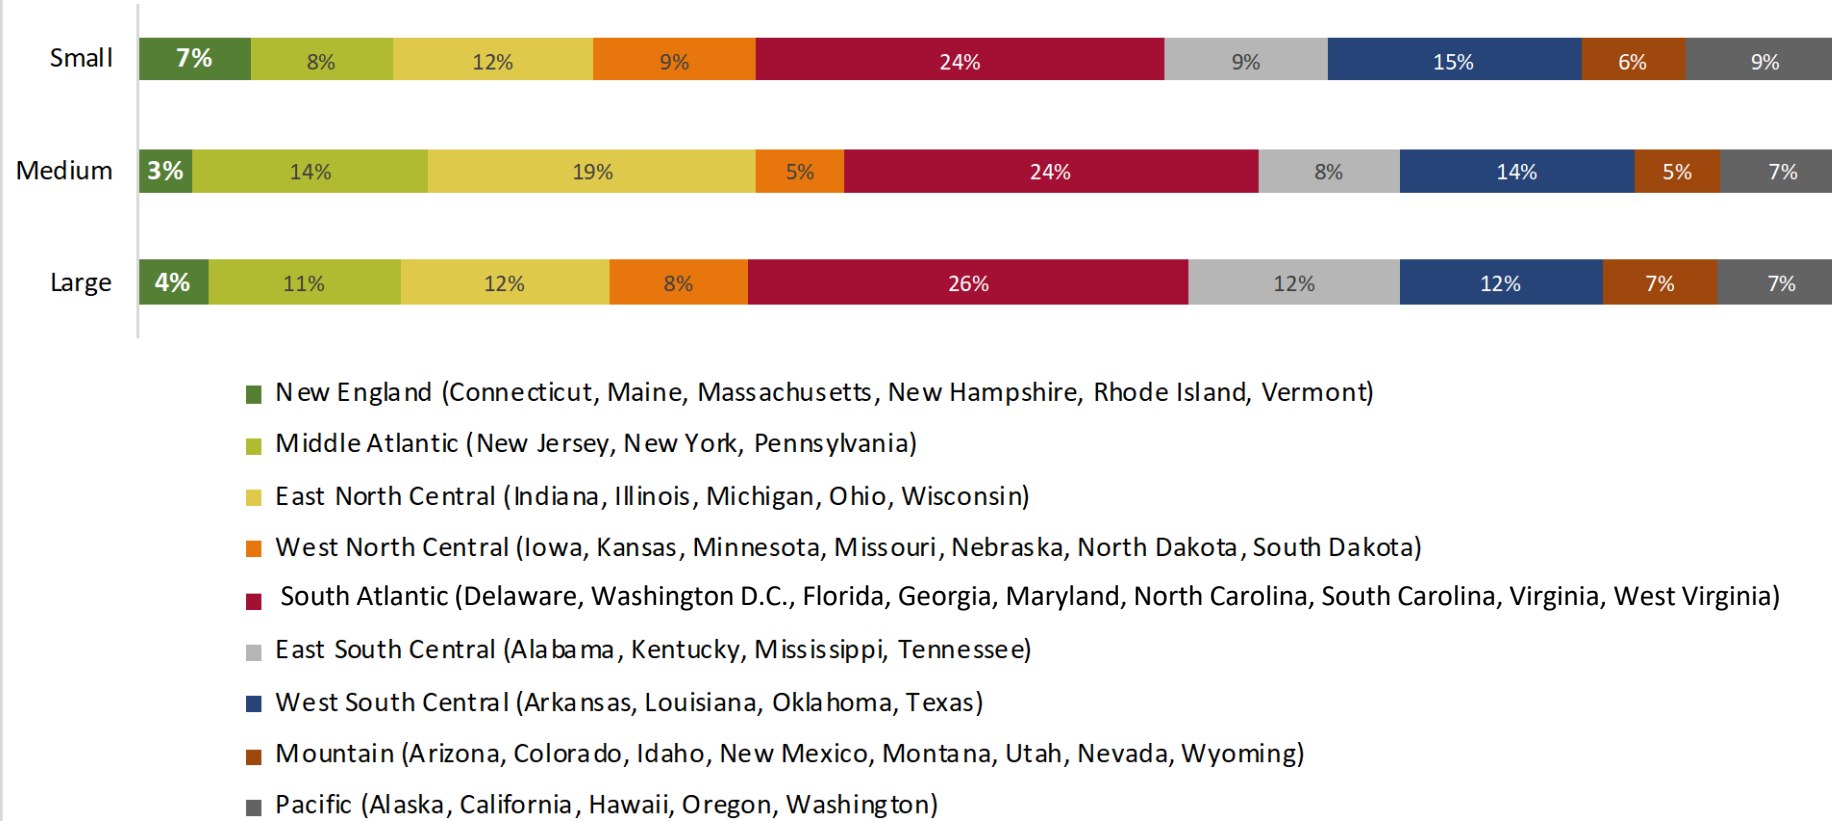 Small 7% 8% 12% 9% 24% 9% 15% 6% 9%
Medium 3% 14% 19% 5% 24% 8% 14% 5% 7%
Large 4% 11% 12% 8% 26% 12% 12% 7% 7%
New England (Connecticut, Maine, Massachusetts, New Hampshire, Rhode Island, Vermont)
Middle Atlantic (New Jersey, New York, Pennsylvania)
East North Central (Indiana, Illinois, Michigan, Ohio, Wisconsin)
West North Central (Iowa, Kansas, Minnesota, Missouri, Nebraska, North Dakota, South Dakota)
South Atlantic (Delaware, Washington D.C., Florida, Georgia, Maryland, North Carolina, South Carolina, Virginia, West Virginia)
East South Central (Alabama, Kentucky, Mississippi, Tennessee)
West South Central (Arkansas, Louisiana, Oklahoma, Texas)
Mountain (Arizona, Colorado, Idaho, New Mexico, Montana, Utah, Nevada, Wyoming)
Pacific (Alaska, California, Hawaii, Oregon, Washington)